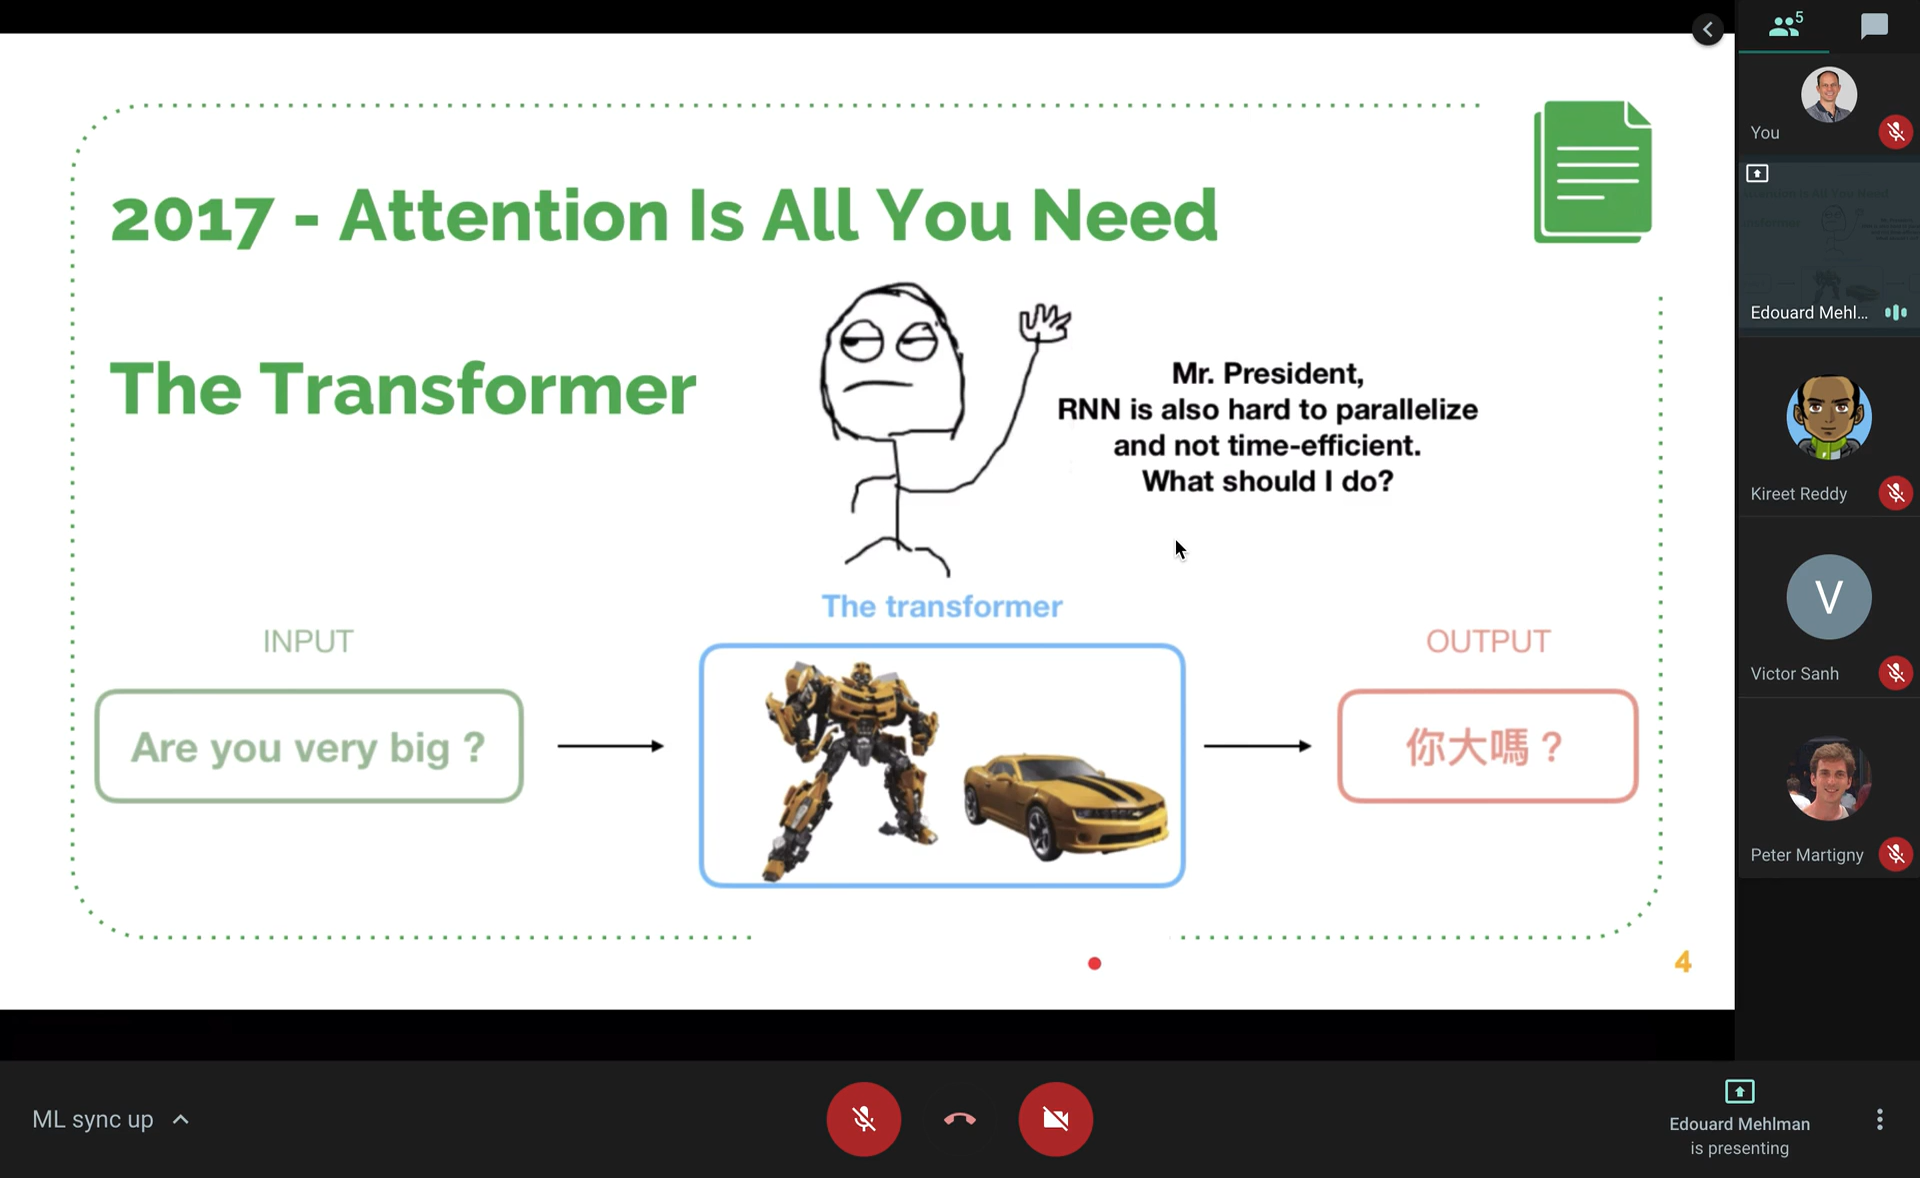 2017 - Attention Is All You Need
The Transformer
Mr. President,
RNN is also hard to parallelize
and not time-efficient.
What should I do?
The transformer
INPUT
Are you very big ?
OUTPUT
你大嗎 ?
4
5
You
Edouard Mehl...
Kireet Reddy
V
Victor Sanh
Peter Martigny
ML sync up
Edouard Mehlman
is presenting